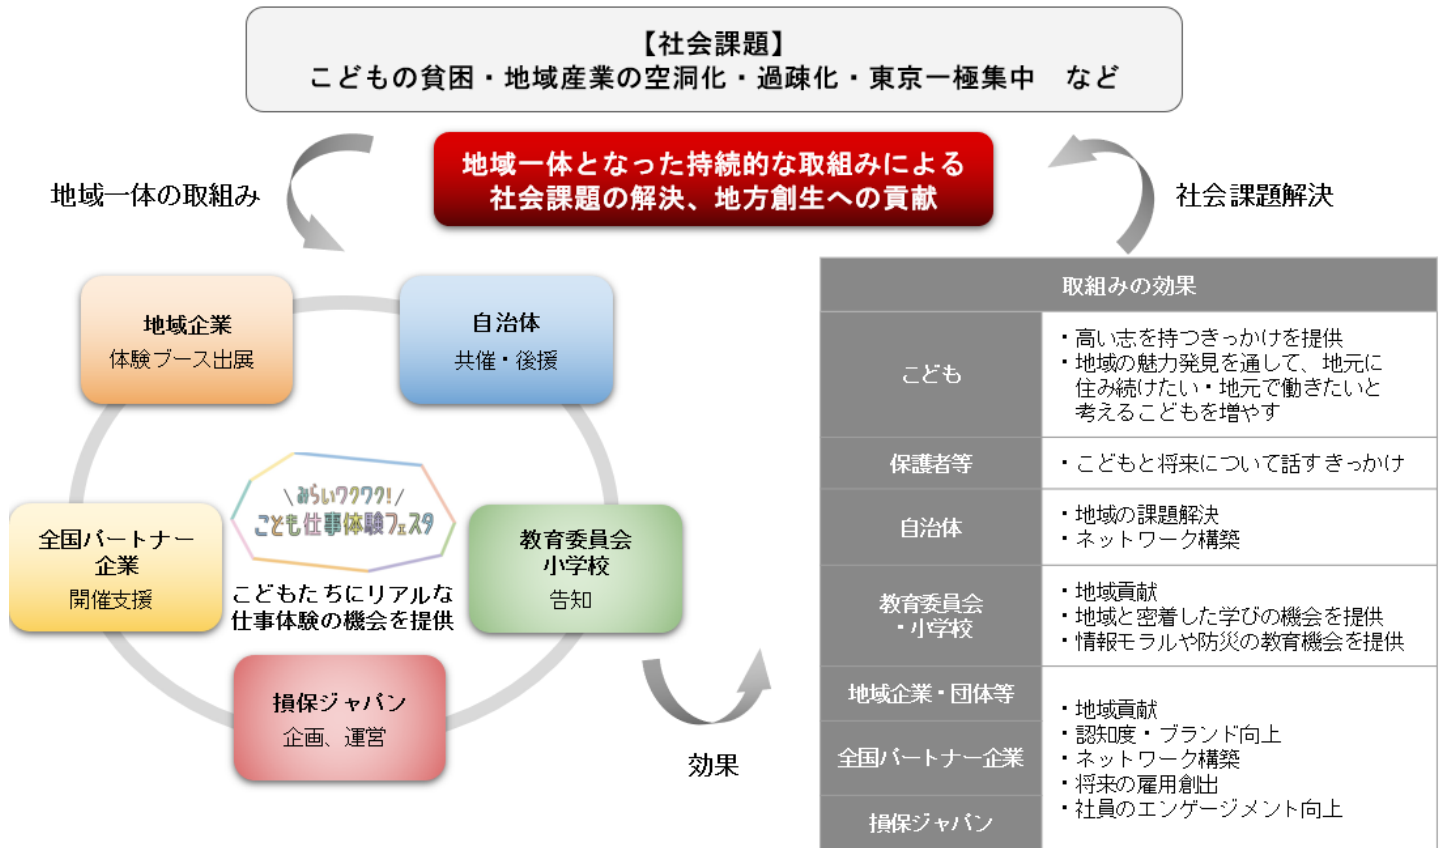 【社会課題】
こどもの貧困・地域産業の空洞化・過疎化・東京一極集中　など
地域一体となった持続的な取組みによる
社会課題の解決、地方創生への貢献
地域一体の取組み
社会課題解決
地域企業
体験ブース出展
自治体
共催・後援
全国パートナー
企業
開催支援
\みらいワクワク!/
こども仕事体験フェスタ
こどもたちにリアルな
仕事体験の機会を提供
教育委員会
小学校
告知
損保ジャパン
企画、運営
効果
取組みの効果
こども
・高い志を持つきっかけを提供
・地域の魅力発見を通して、地元に
住み続けたい・地元で働きたいと
考えるこどもを増やす
保護者等
・こどもと将来について話すきっかけ
自治体
・地域の課題解決
・ネットワーク構築
教育委員会
・小学校
・地域貢献
・地域と密着した学びの機会を提供
・情報モラルや防災の教育機会を提供
地域企業・団体等
全国パートナー企業
損保ジャパン
・地域貢献
・認知度・ブランド向上
・ネットワーク構築
・将来の雇用創出
・社員のエンゲージメント向上